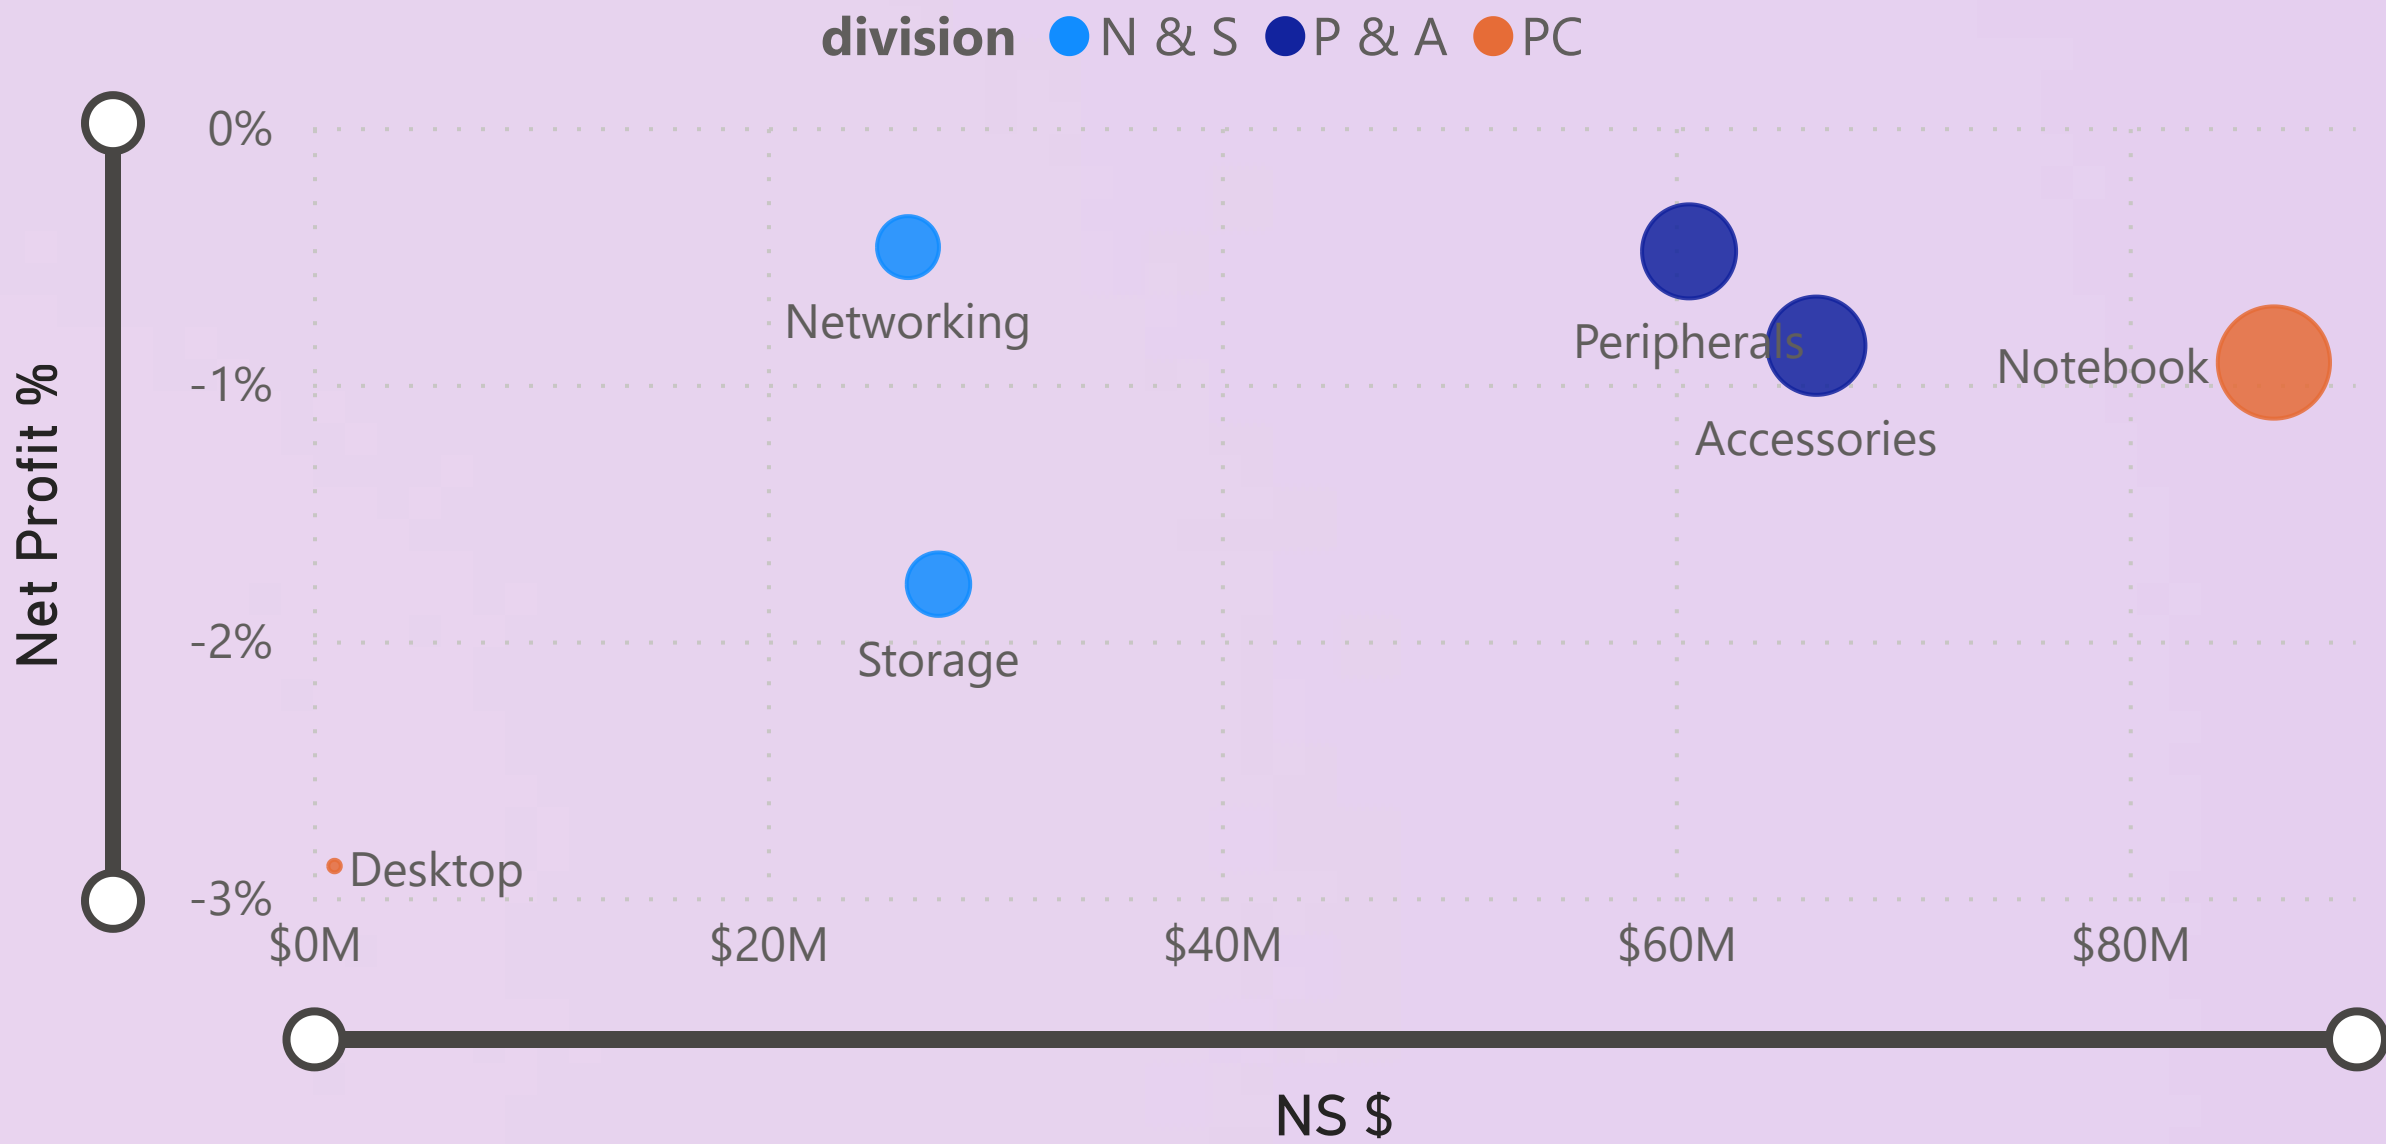 division N & S P & A PC
0%
Networking
Peripherals
-1%
Notebook
Accessories
-2%
Storage
Desktop
-3%
$0M $20M $40M $60M $80M
Net Profit %
NS $